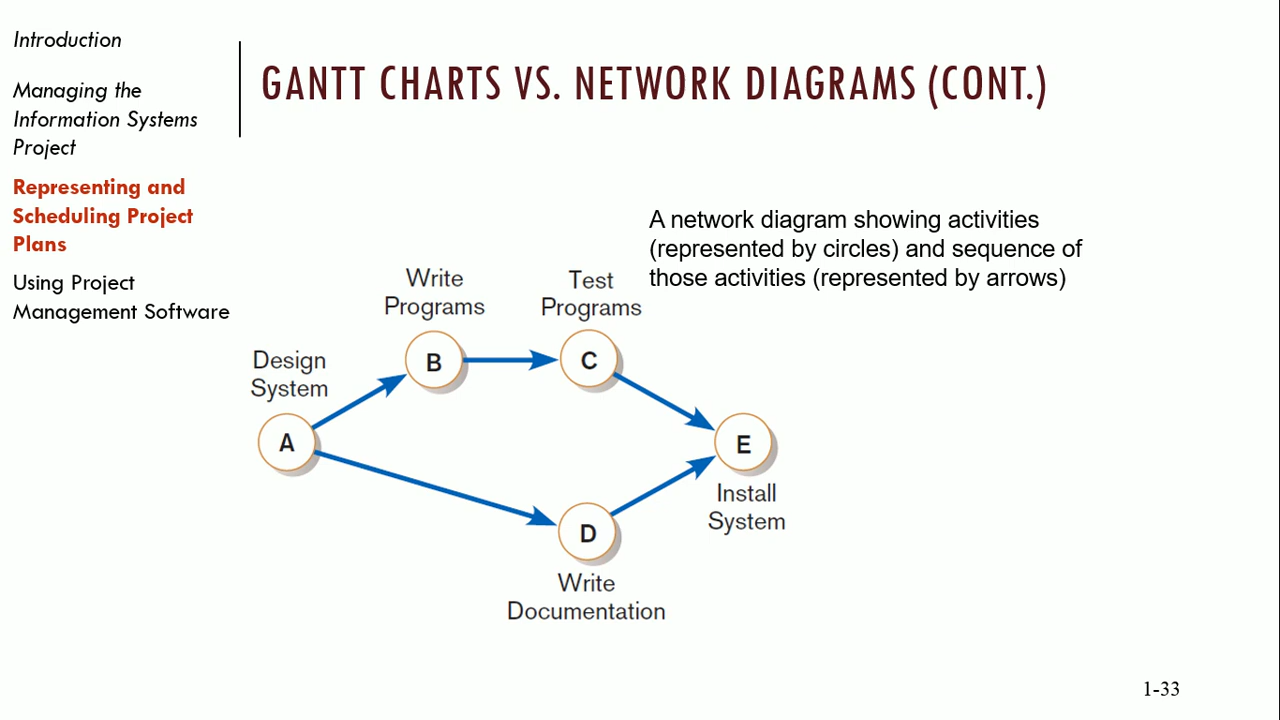 Introduction
Managing the
Information Systems
Project
Representing and
Scheduling Project
Plans
Using Project
Management Software
GANTT CHARTS VS. NETWORK DIAGRAMS (CONT.)
A network diagram showing activities
(represented by circles) and sequence of
those activities (represented by arrows)
Write
Programs
Test
Programs
Design
System
B
C
A
E
Install
System
D
Write
Documentation
1-33